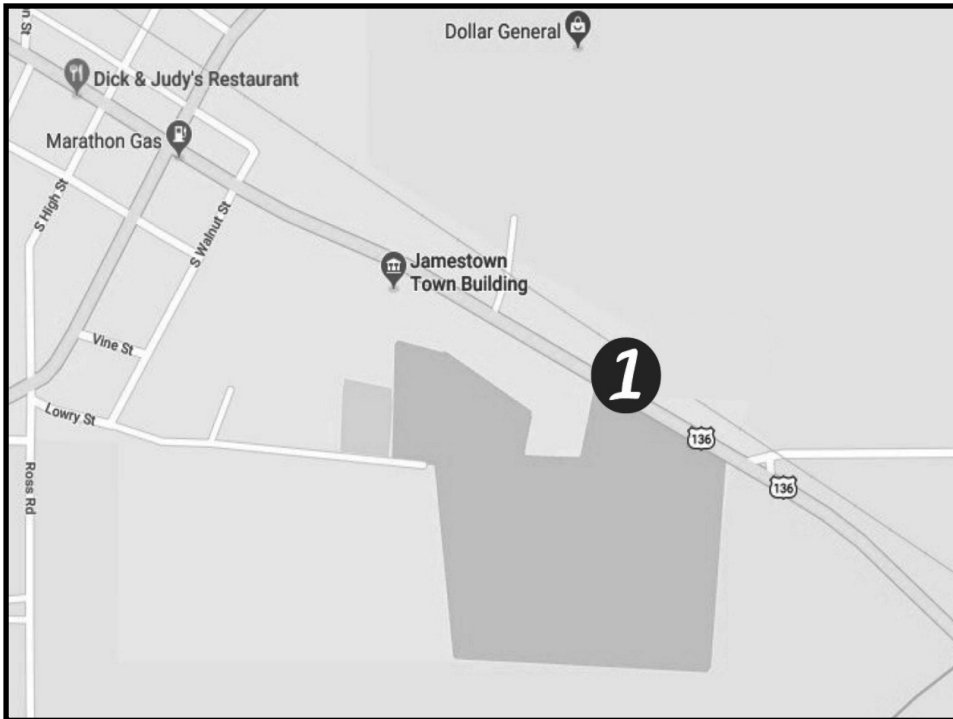 n St
Dollar General
Dick & Judy's Restaurant
Marathon Gas
S High St
S Walnut St
Jamestown
Town Building
Vine St
1
Lowry St
136
136
Ross Rd